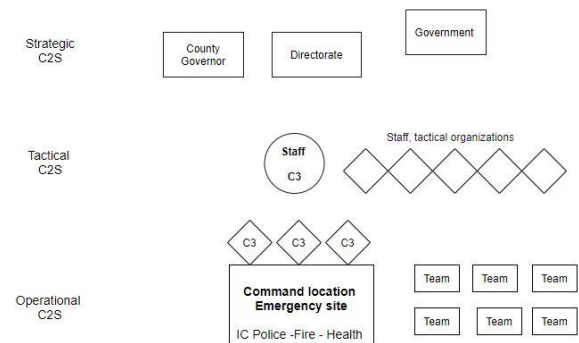 Strategic
C2S
County
Governor
Directorate
Government
Tactical
C2S
Staff
C3
Staff, tactical organizations
Operational
C2S
C3
C3
C3
Command location
Emergency site
IC Police -Fire - Health
Team
Team
Team
Team
Team
Team